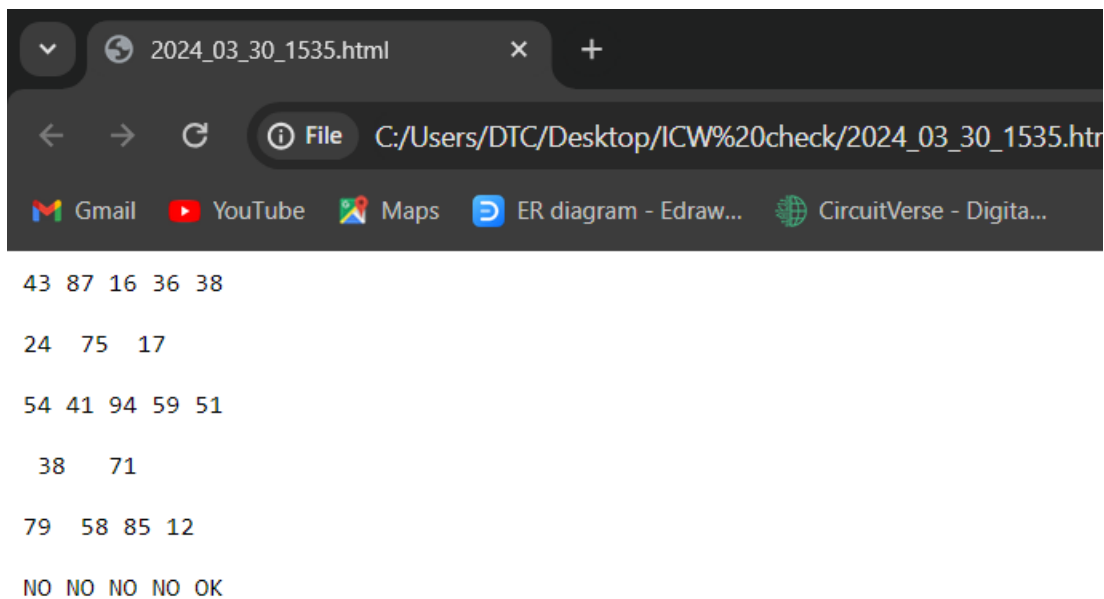 2024_03_30_1535.html
File C:/Users/DTC/Desktop/ICW%20check/2024_03_30_1535.htr
Gmail YouTube Maps ER diagram - Edraw... CircuitVerse - Digita...
43 87 16 36 38
24  75  17
54 41 94 59 51
 38   71
79  58 85 12
NO NO NO NO OK